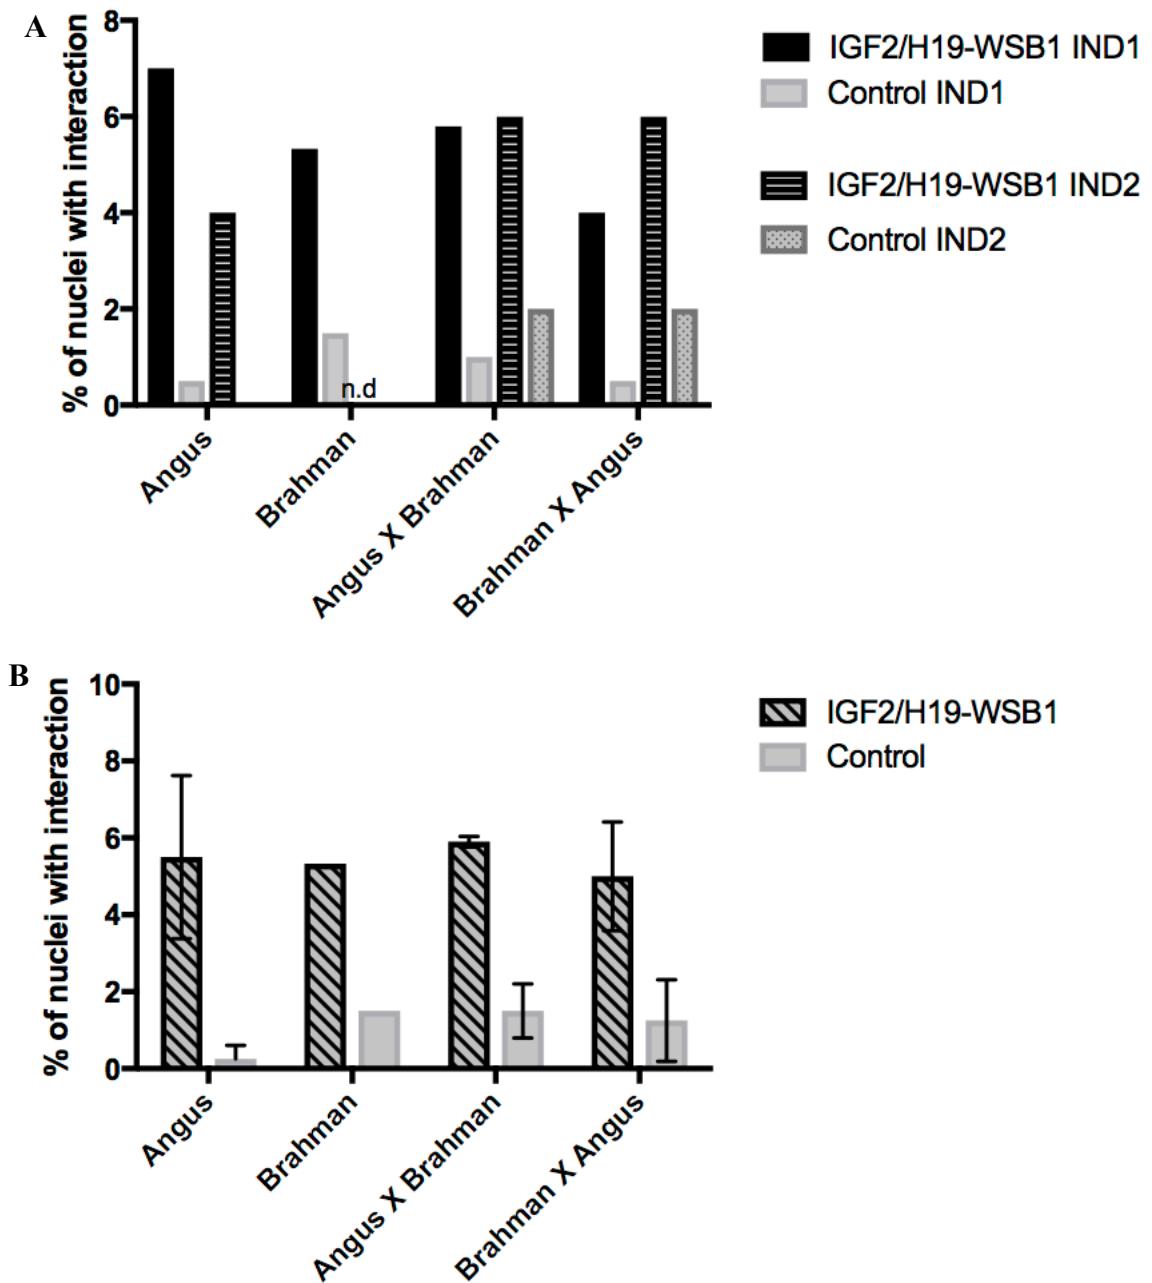 A
% of nuclei with interaction
8
6
4
2
0
n.d
Angus
Brahman
Angus X Brahman
Brahman X Angus
IGF2/H19-WSB1 IND1
Control IND1
IGF2/H19-WSB1 IND2
Control IND2
B
% of nuclei with interaction
10
8
6
4
2
0
Angus
Brahman
Angus X Brahman
Brahman X Angus
IGF2/H19-WSB1
Control